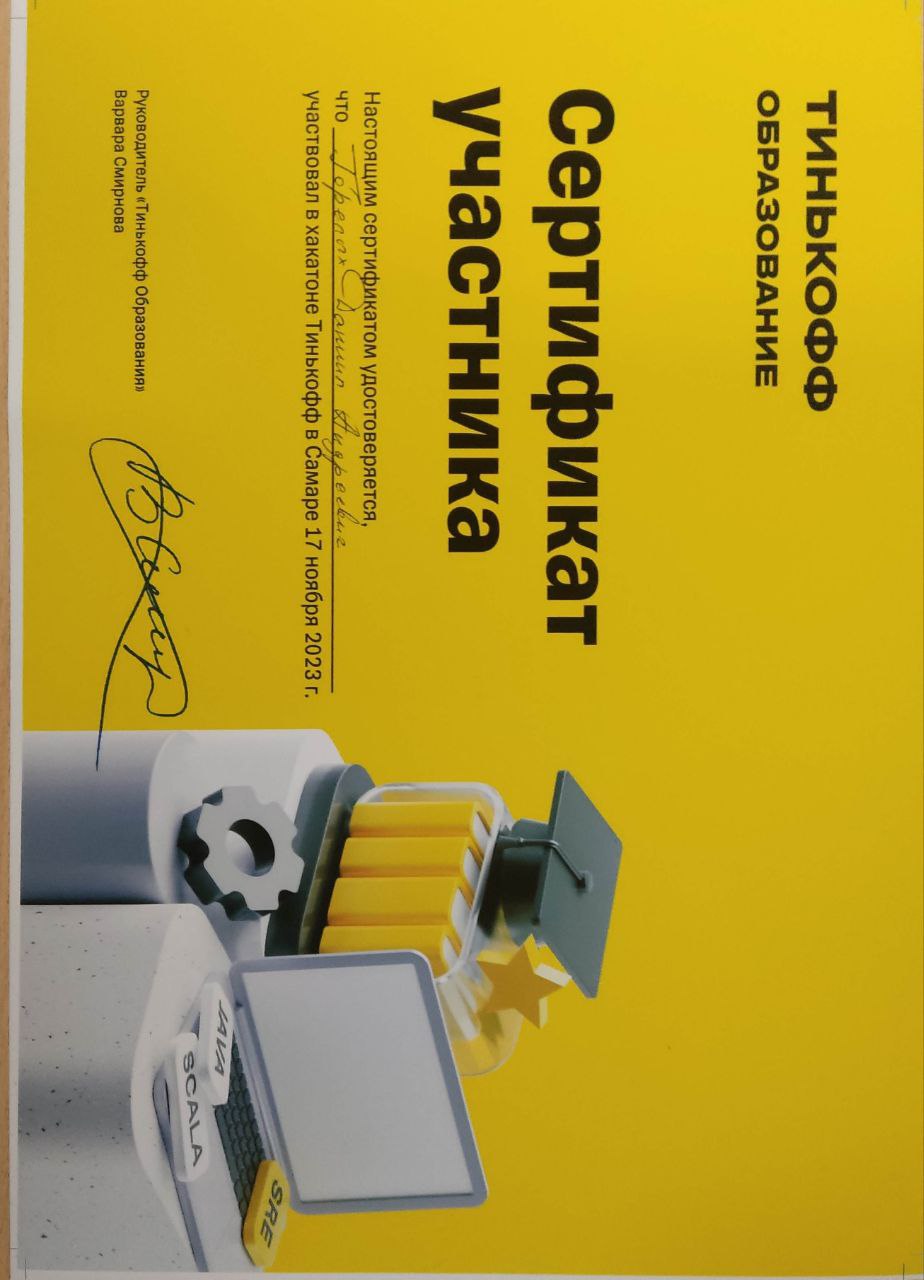 ТИНЬКОФФ
ОБРАЗОВАНИЕ
Сертификат
участника
Настоящим сертификатом удостоверяется,
что Горелых Даниил Андреевич
участвовал в хакатоне Тинькофф в Самаре 17 ноября 2023 г.
SRE
JAVA
SCALA
Руководитель «Тинькофф Образования»
Варвара Смирнова